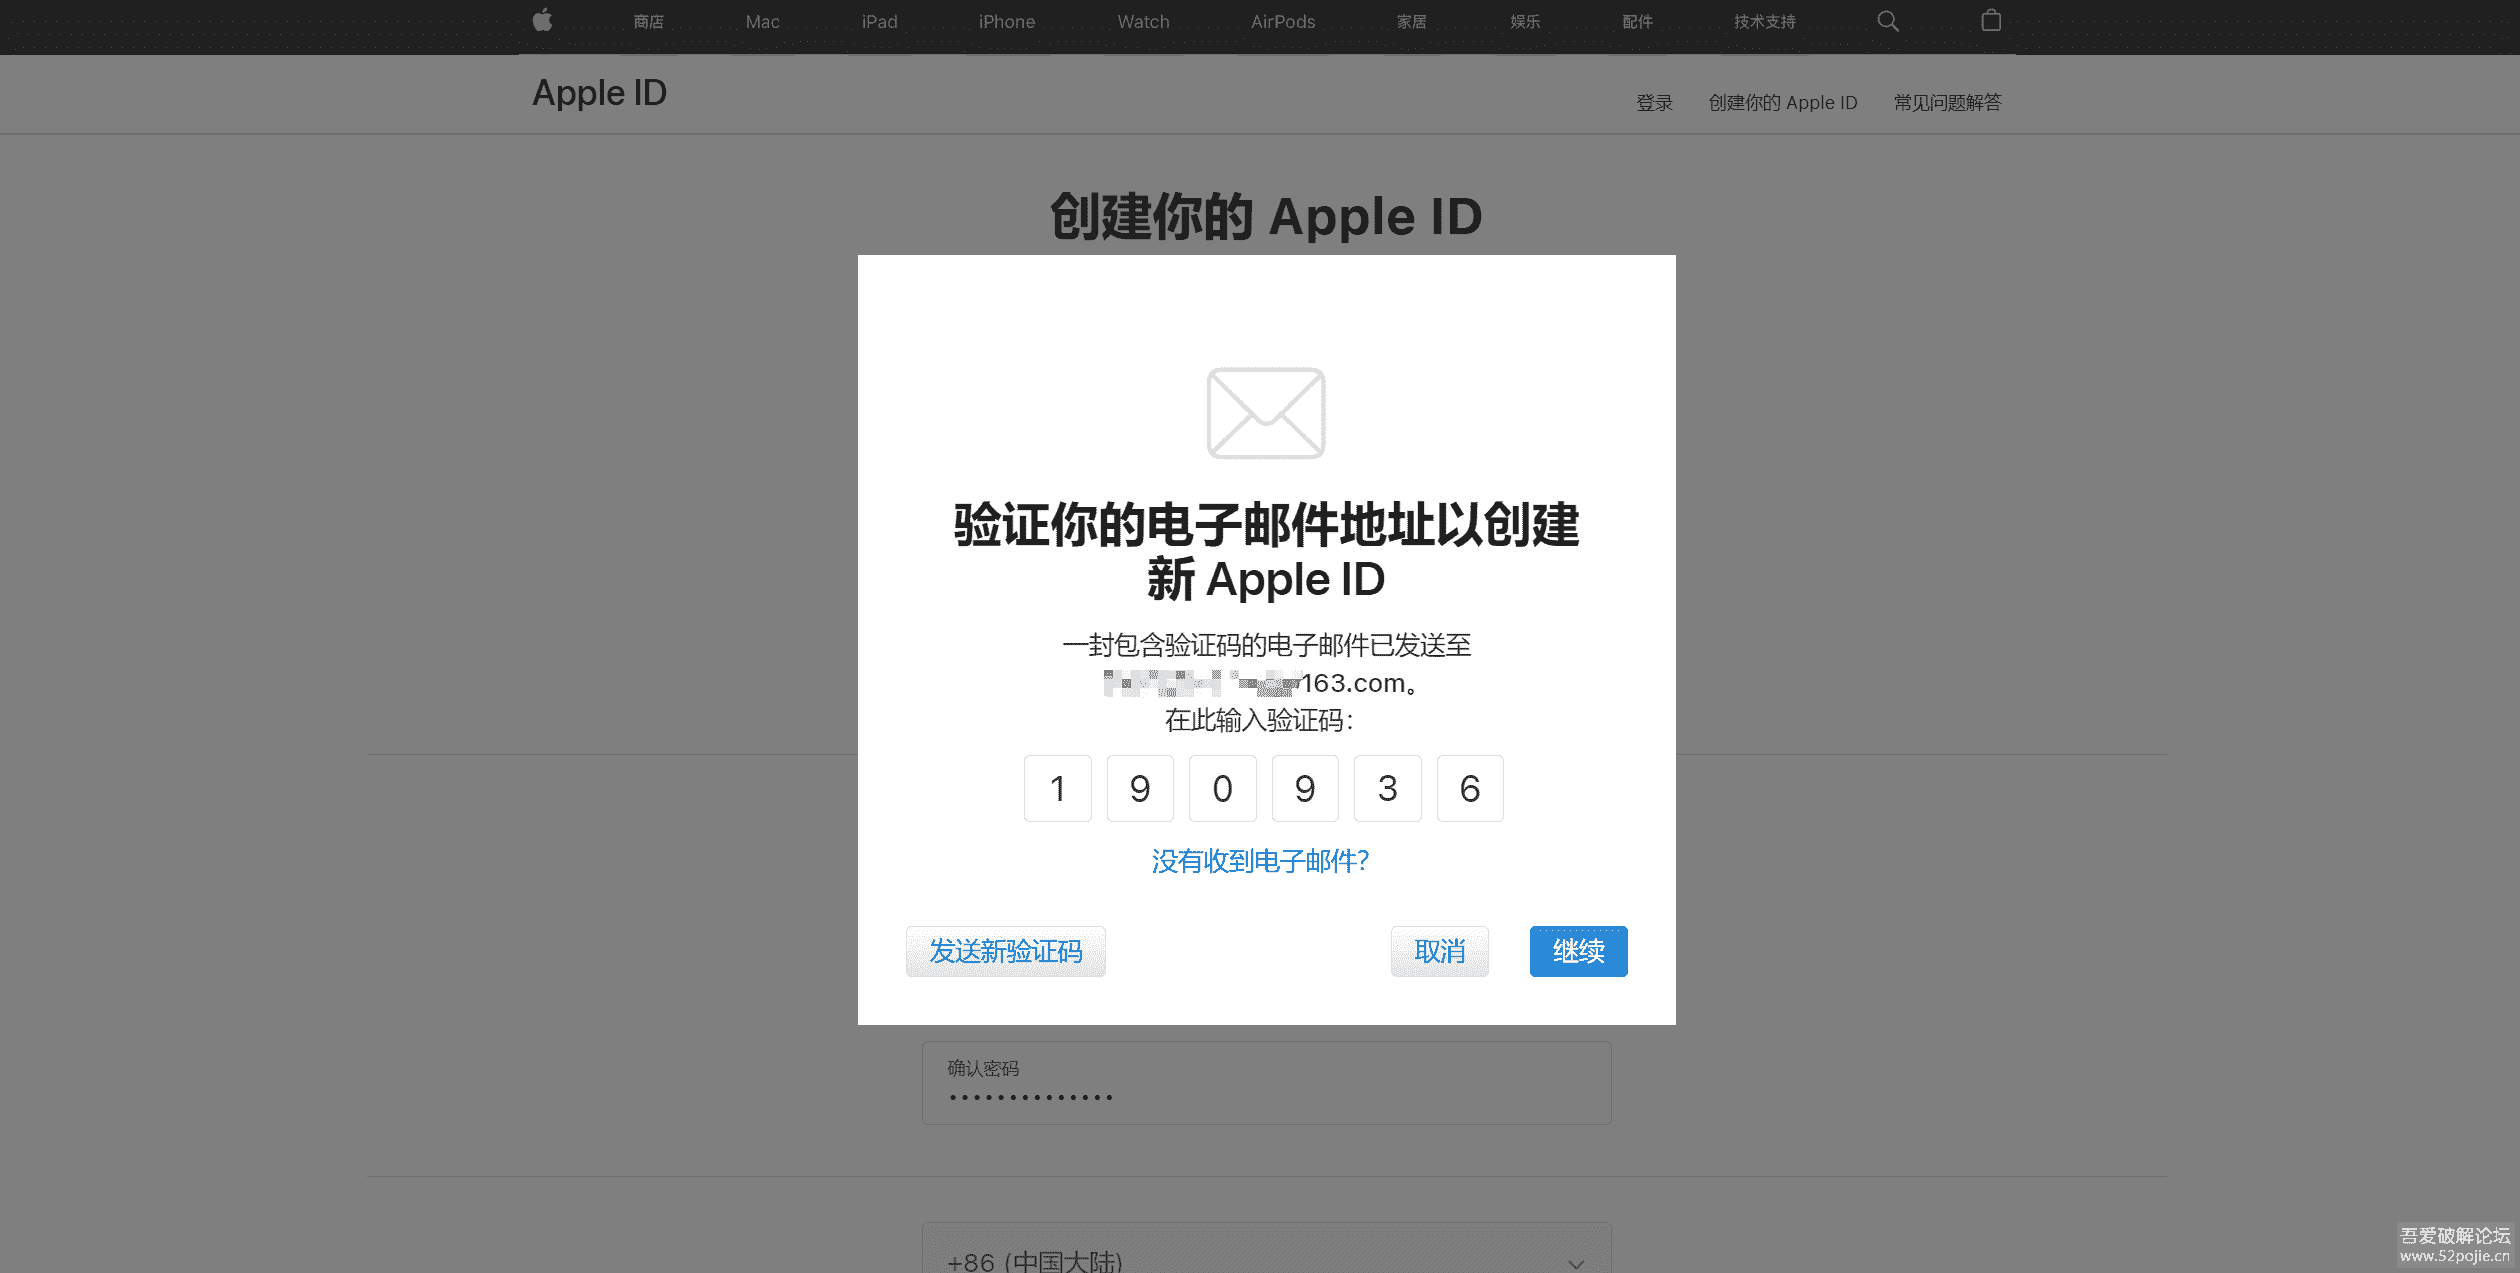 商店 Mac iPad iPhone Watch AirPods 家居 娱乐 配件 技术支持
Apple ID
登录 创建你的 Apple ID 常见问题解答
创建你的 Apple ID
验证你的电子邮件地址以创建
新 Apple ID
一封包含验证码的电子邮件已发送至
163.com。
在此输入验证码：
1 9 0 9 3 6
没有收到电子邮件？
发送新验证码 取消 继续
确认密码
••••••••••••••
+86 (中国大陆)
吾爱破解论坛
www.52pojie.cn